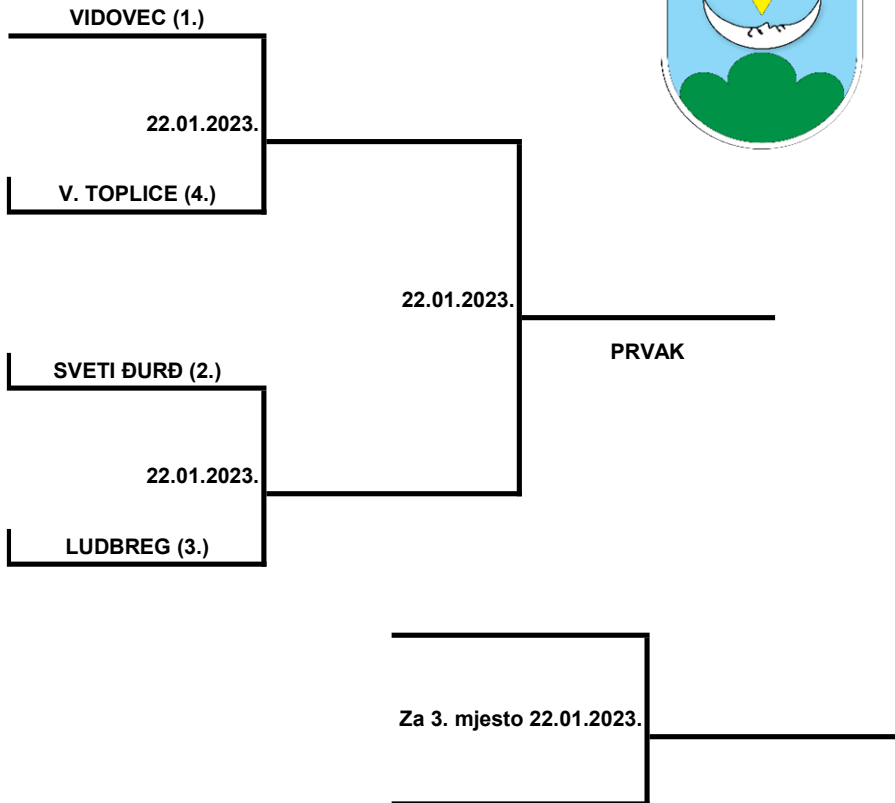 VIDOVEC (1.)
22.01.2023.
V. TOPLICE (4.)
22.01.2023.
PRVAK
SVETI ĐURĐ (2.)
22.01.2023.
LUDBREG (3.)
Za 3. mjesto 22.01.2023.